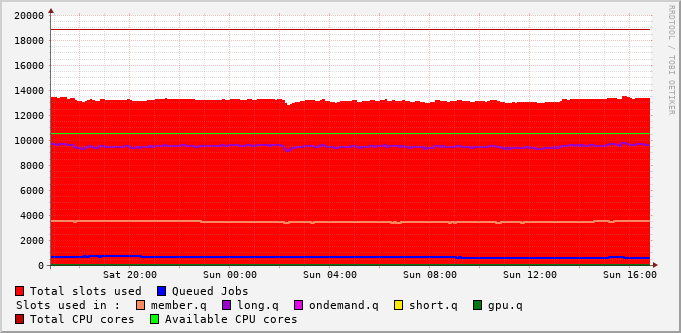 RRDTOOL / TOBI OETIKER
20000
18000
16000
14000
12000
10000
8000
6000
4000
2000
0
Sat 20:00 Sun 00:00 Sun 04:00 Sun 08:00 Sun 12:00 Sun 16:00
Total slots used Queued Jobs
Slots used in : member.q long.q ondemand.q short.q gpu.q
Total CPU cores Available CPU cores